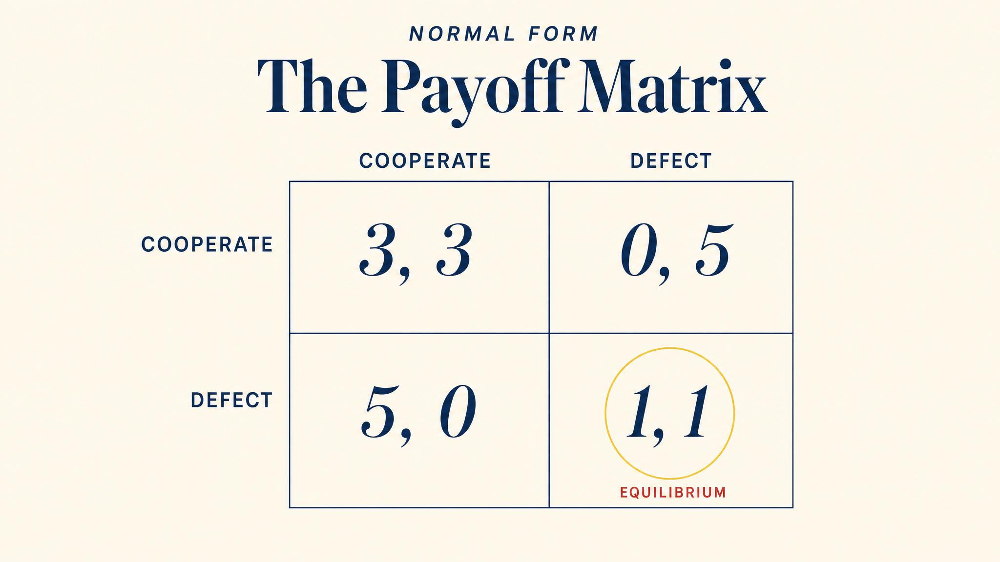 NORMAL FORM
The Payoff Matrix
COOPERATE DEFECT
COOPERATE 3, 3 0, 5
DEFECT 5, 0 1, 1
EQUILIBRIUM